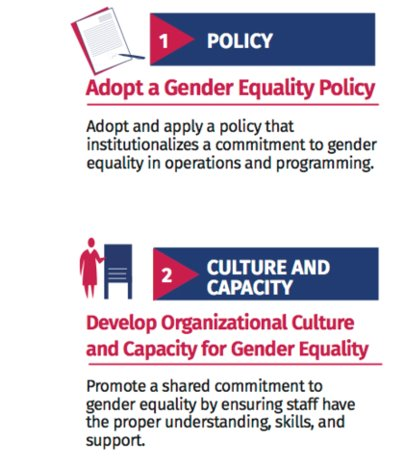 1 POLICY
Adopt a Gender Equality Policy
Adopt and apply a policy that
institutionalizes a commitment to gender
equality in operations and programming.
2 CULTURE AND
CAPACITY
Develop Organizational Culture
and Capacity for Gender Equality
Promote a shared commitment to
gender equality by ensuring staff have
the proper understanding, skills, and
support.